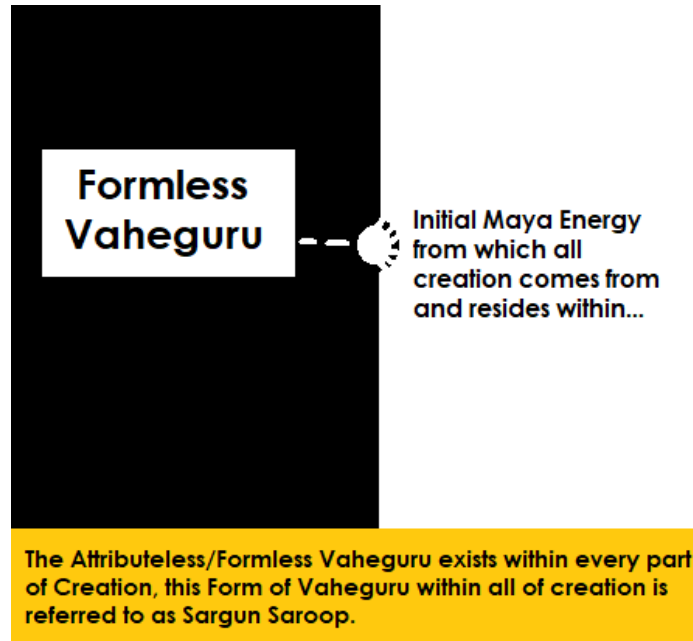 Formless
Vaheguru
Initial Maya Energy
from which all
creation comes from
and resides within...
The Attributeless/Formless Vaheguru exists within every part
of Creation, this Form of Vaheguru within all of creation is
referred to as Sargun Saroop.